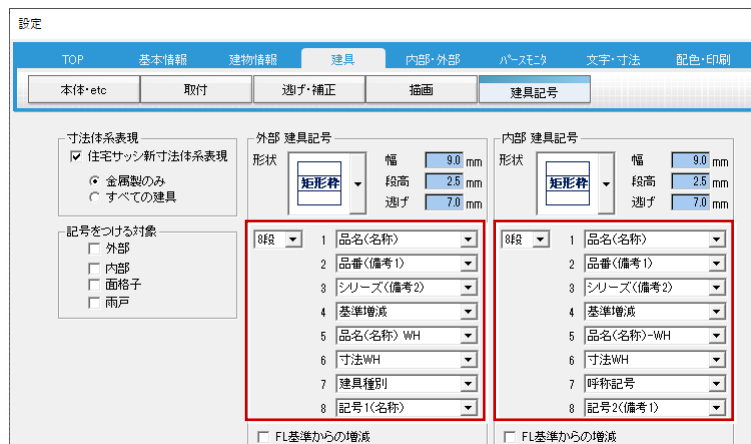 設定
TOP 基本情報 建物情報 建具 内部・外部 パースモニタ 文字・寸法 配色・印刷
本体・etc 取付 逃げ・補正 描画 建具記号
寸法体系表現
住宅サッシ新寸法体系表現
金属製のみ
すべての建具
記号をつける対象
外部
内部
面格子
雨戸
外部 建具記号
形状 矩形枠 幅 9.0 mm
段高 2.5 mm
逃げ 7.0 mm
8段 1 品名(名称)
2 品番(備考1)
3 シリーズ(備考2)
4 基準増減
5 品名(名称) WH
6 寸法WH
7 建具種別
8 記号1(名称)
FL基準からの増減
内部 建具記号
形状 矩形枠 幅 9.0 mm
段高 2.5 mm
逃げ 7.0 mm
8段 1 品名(名称)
2 品番(備考1)
3 シリーズ(備考2)
4 基準増減
5 品名(名称)-WH
6 寸法WH
7 呼称記号
8 記号2(備考1)
FL基準からの増減